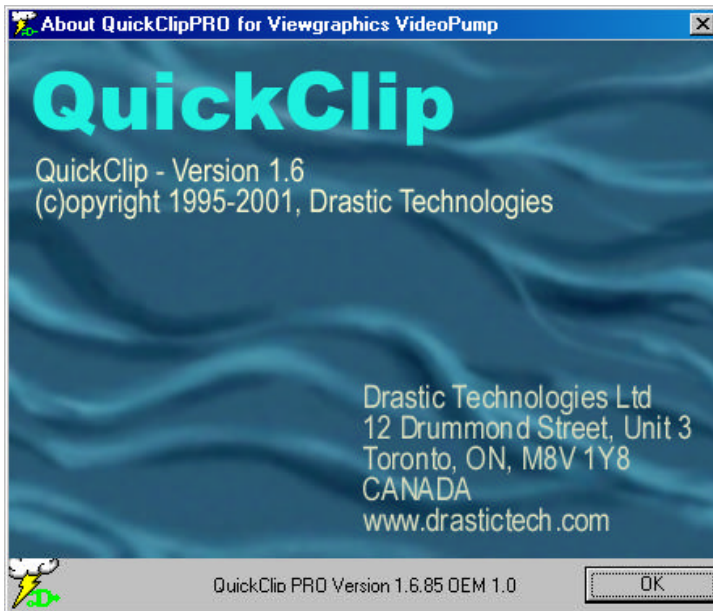 About QuickClipPRO for Viewgraphics VideoPump
QuickClip
QuickClip - Version 1.6
(c)opyright 1995-2001, Drastic Technologies
Drastic Technologies Ltd
12 Drummond Street, Unit 3
Toronto, ON, M8V 1Y8
CANADA
www.drastictech.com
QuickClip PRO Version 1.6.85 OEM 1.0
OK